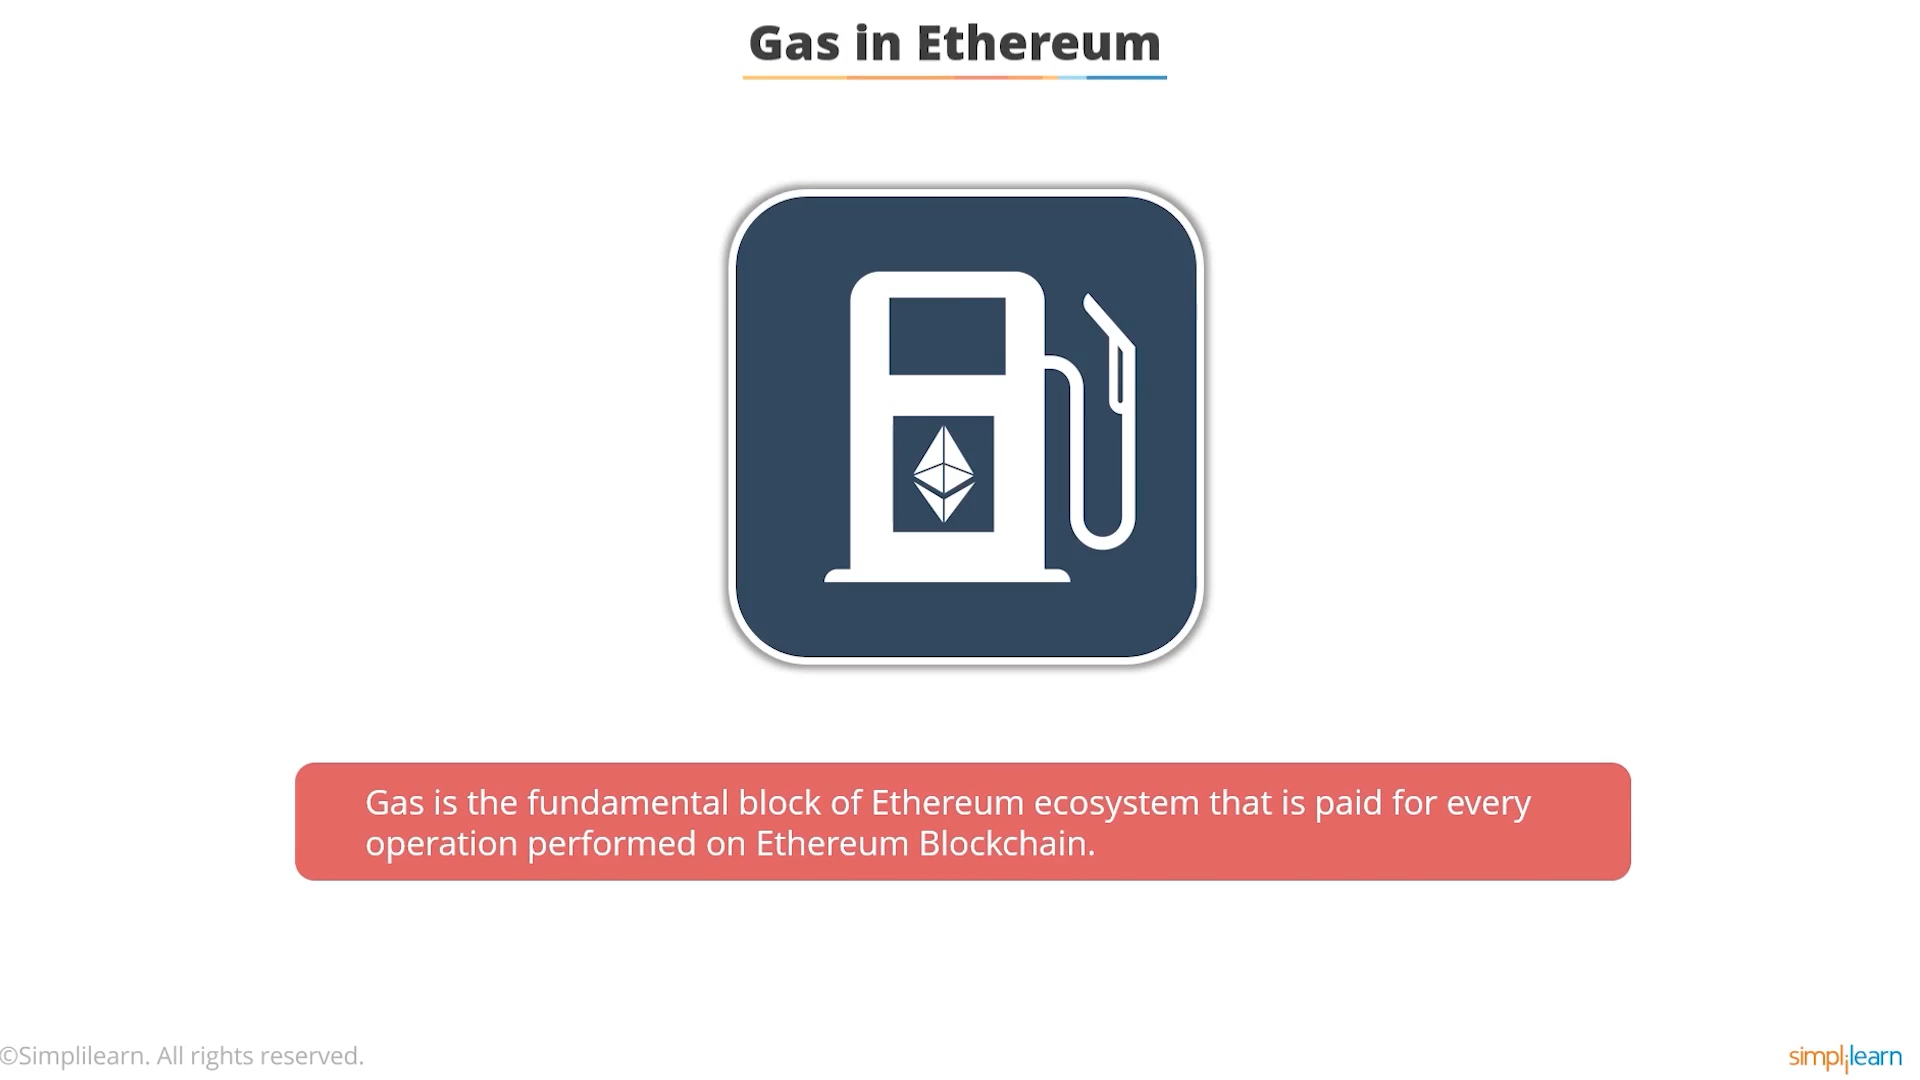 Gas in Ethereum
Gas is the fundamental block of Ethereum ecosystem that is paid for every
operation performed on Ethereum Blockchain.
©Simplilearn. All rights reserved.
simplilearn